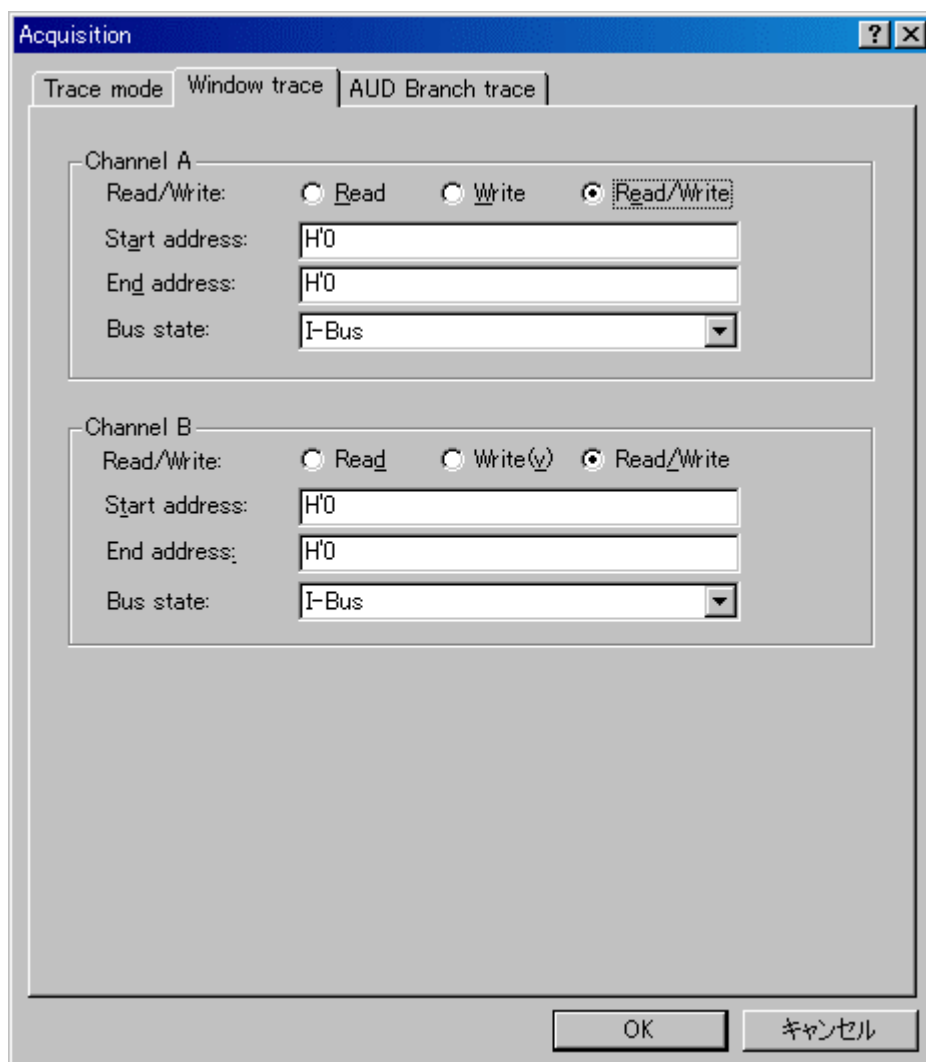 Acquisition
Trace mode Window trace AUD Branch trace
Channel A
Read/Write: Read Write Read/Write
Start address: H'0
End address: H'0
Bus state: I-Bus
Channel B
Read/Write: Read Write(v) Read/Write
Start address: H'0
End address: H'0
Bus state: I-Bus
OK キャンセル